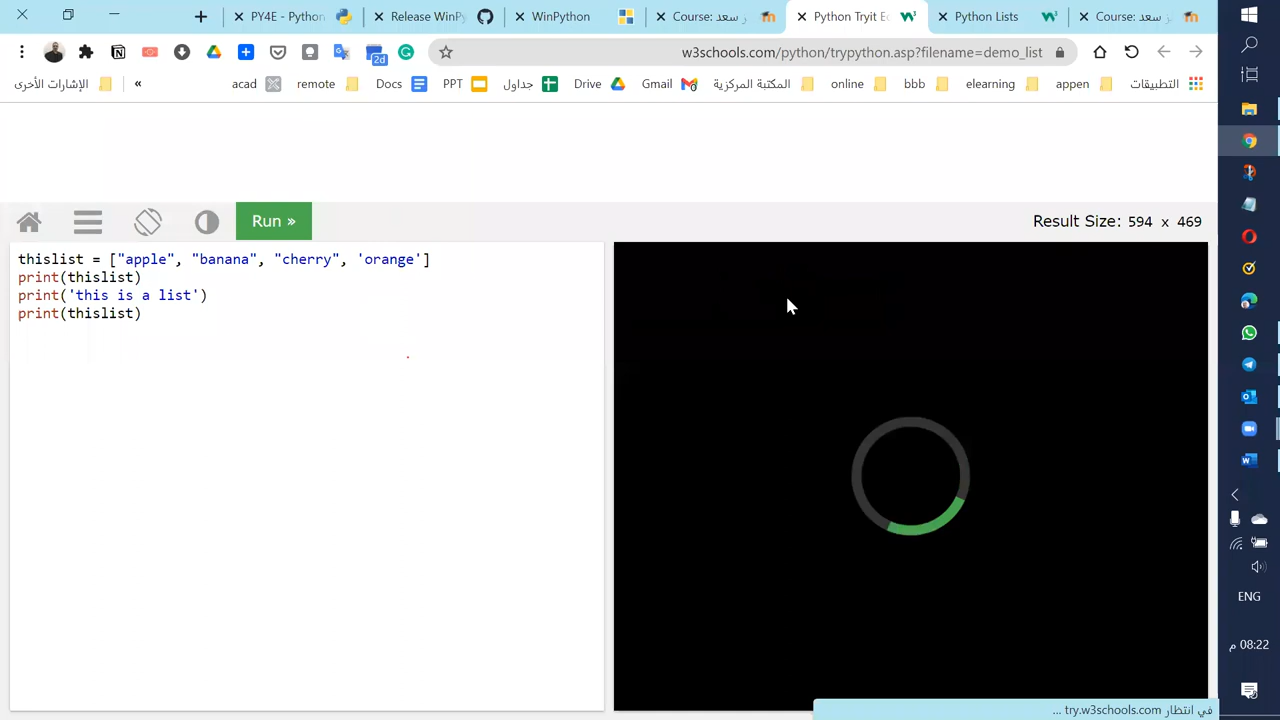 PY4E - Python
Release WinPy
WinPython
Course: ز سعد
Python Tryit Ec
Python Lists
Course: ز سعد
w3schools.com/python/trypython.asp?filename=demo_list
2d
الإشارات الأخرى
«
acad
remote
Docs
PPT
جداول
Drive
Gmail
المكتبة المركزية
online
bbb
elearning
appen
التطبيقات
Run »
Result Size: 594 x 469
thislist = ["apple", "banana", "cherry", 'orange']
print(thislist)
print('this is a list')
print(thislist)
ENG
08:22 م
في انتظار try.w3schools.com ...